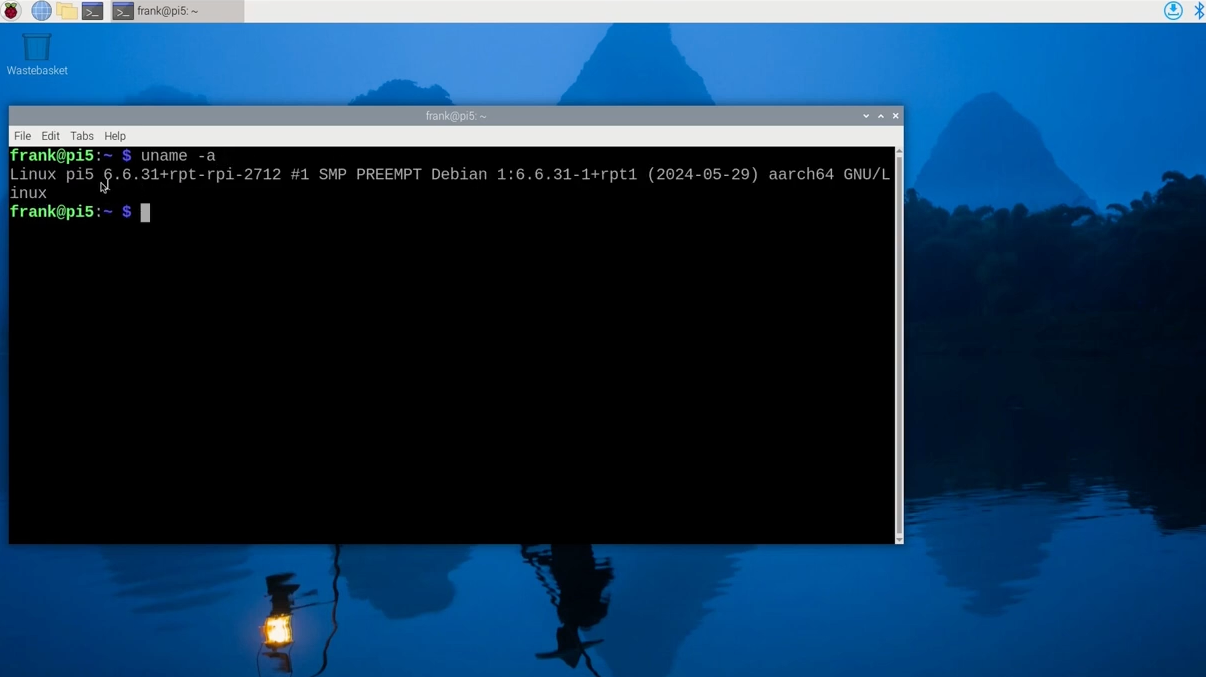 frank@pi5: ~
Wastebasket
frank@pi5: ~
File Edit Tabs Help
frank@pi5:~ $ uname -a
Linux pi5 6.6.31+rpt-rpi-2712 #1 SMP PREEMPT Debian 1:6.6.31-1+rpt1 (2024-05-29) aarch64 GNU/L
inux
frank@pi5:~ $